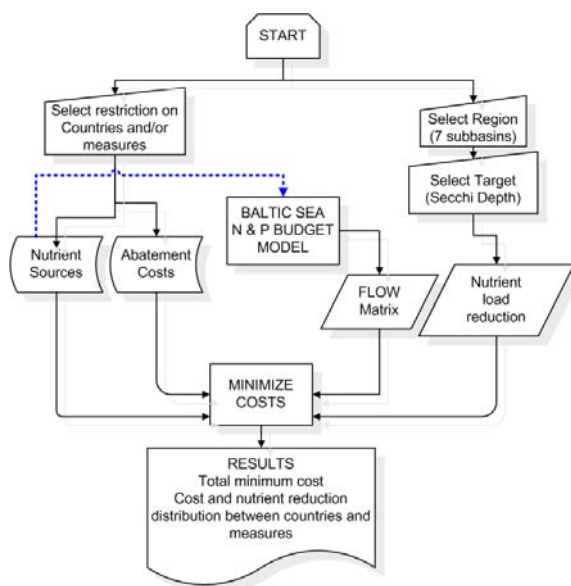 START
Select restriction on
Countries and/or
measures
Select Region
(7 subbasins)
Select Target
(Secchi Depth)
BALTIC SEA
N & P BUDGET
MODEL
Nutrient
Sources
Abatement
Costs
FLOW
Matrix
Nutrient
load
reduction
MINIMIZE
COSTS
RESULTS
Total minimum cost
Cost and nutrient reduction
distribution between countries and
measures